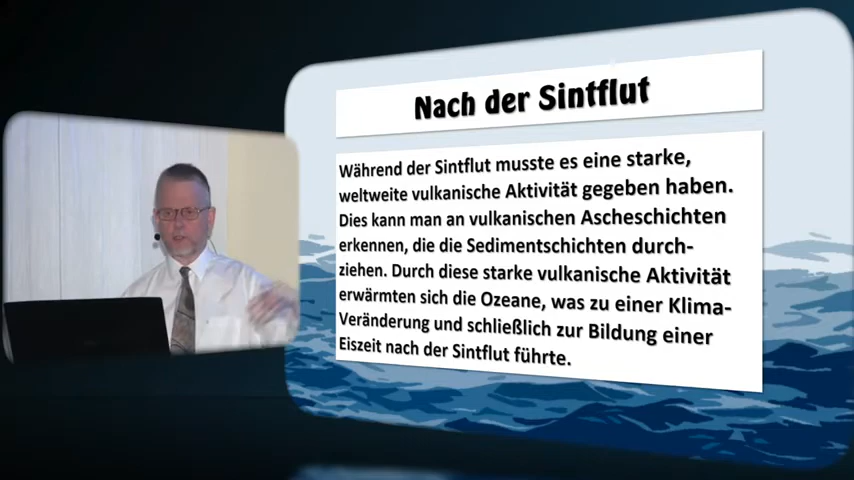 Nach der Sintflut
Während der Sintflut musste es eine starke,
weltweite vulkanische Aktivität gegeben haben.
Dies kann man an vulkanischen Ascheschichten
erkennen, die die Sedimentschichten durch-
ziehen. Durch diese starke vulkanische Aktivität
erwärmten sich die Ozeane, was zu einer Klima-
Veränderung und schließlich zur Bildung einer
Eiszeit nach der Sintflut führte.